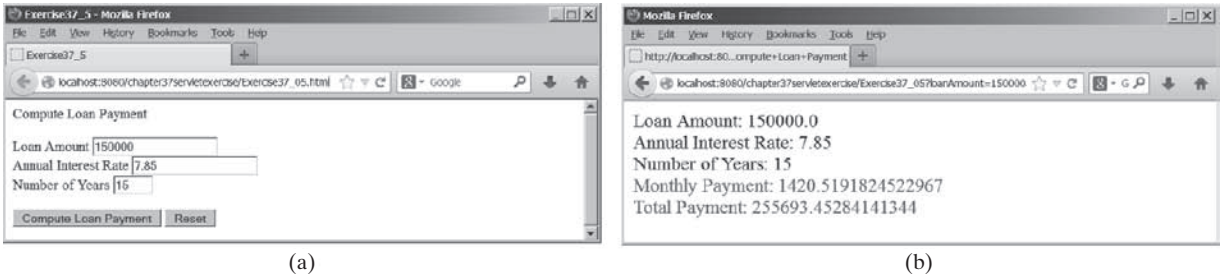 Exercise37_5 - Mozilla Firefox
File Edit View History Bookmarks Tools Help
Exercise37_5
localhost:8080/chapter37servletexercise/Exercise37_05.html
Google
Compute Loan Payment
Loan Amount 150000
Annual Interest Rate 7.85
Number of Years 15
Compute Loan Payment Reset
(a)
Mozilla Firefox
File Edit View History Bookmarks Tools Help
http://localhost:80...ompute+Loan+Payment
localhost:8080/chapter37servletexercise/Exercise37_05?loanAmount=150000
G
Loan Amount: 150000.0
Annual Interest Rate: 7.85
Number of Years: 15
Monthly Payment: 1420.5191824522967
Total Payment: 255693.45284141344
(b)